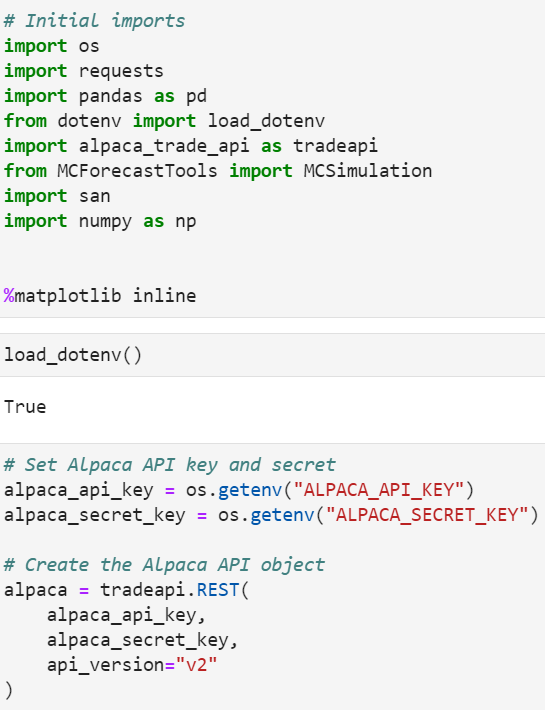 # Initial imports
import os
import requests
import pandas as pd
from dotenv import load_dotenv
import alpaca_trade_api as tradeapi
from MCForecastTools import MCSimulation
import san
import numpy as np
%matplotlib inline
load_dotenv()
True
# Set Alpaca API key and secret
alpaca_api_key = os.getenv("ALPACA_API_KEY")
alpaca_secret_key = os.getenv("ALPACA_SECRET_KEY")
# Create the Alpaca API object
alpaca = tradeapi.REST(
    alpaca_api_key,
    alpaca_secret_key,
    api_version="v2"
)